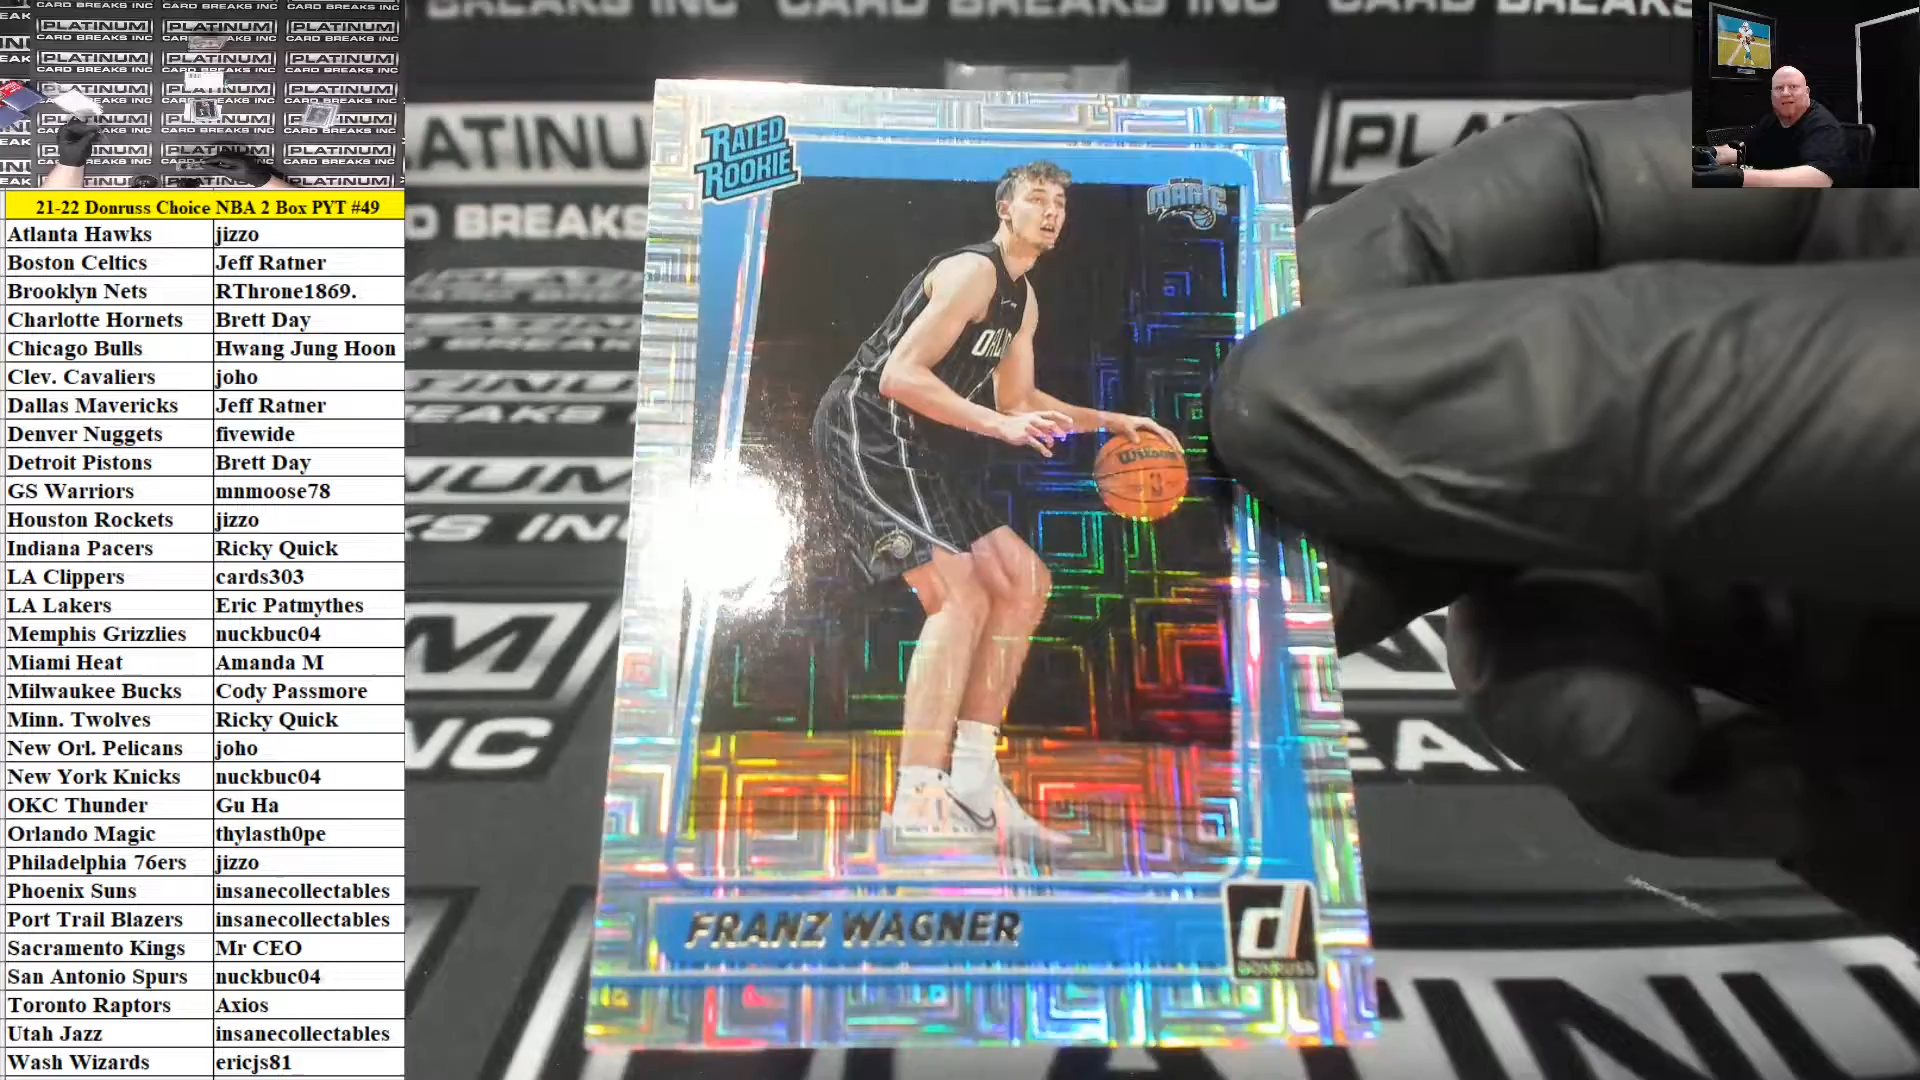 CARD BREAKS INC
PLATINUM
CARD BREAKS INC
21-22 Donruss Choice NBA 2 Box PYT #49
Atlanta Hawks jizzo
Boston Celtics Jeff Ratner
Brooklyn Nets RThrone1869.
Charlotte Hornets Brett Day
Chicago Bulls Hwang Jung Hoon
Clev. Cavaliers joho
Dallas Mavericks Jeff Ratner
Denver Nuggets fivewide
Detroit Pistons Brett Day
GS Warriors mnmoose78
Houston Rockets jizzo
Indiana Pacers Ricky Quick
LA Clippers cards303
LA Lakers Eric Patmythes
Memphis Grizzlies nuckbuc04
Miami Heat Amanda M
Milwaukee Bucks Cody Passmore
Minn. Twolves Ricky Quick
New Orl. Pelicans joho
New York Knicks nuckbuc04
OKC Thunder Gu Ha
Orlando Magic thylasth0pe
Philadelphia 76ers jizzo
Phoenix Suns insanecollectables
Port Trail Blazers insanecollectables
Sacramento Kings Mr CEO
San Antonio Spurs nuckbuc04
Toronto Raptors Axios
Utah Jazz insanecollectables
Wash Wizards ericjs81
RATED
ROOKIE
MAGIC
Wilson
FRANZ WAGNER
d
DONRUSS